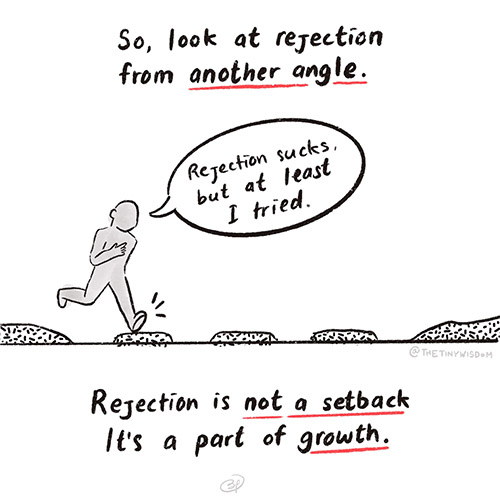 So, look at rejection
from another angle.
Rejection sucks,
but at least
I tried.
@THETINYWISDOM
Rejection is not a setback
It's a part of growth.